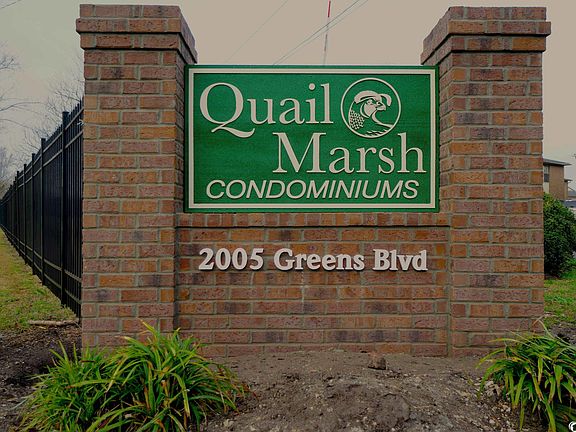 Quail
Marsh
CONDOMINIUMS
2005 Greens Blvd